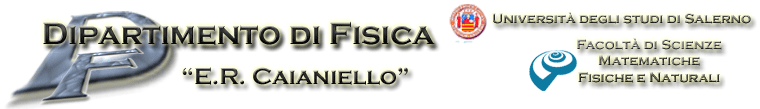 DIPARTIMENTO DI FISICA
"E.R. CAIANIELLO"
UNIVERSITÀ DEGLI STUDI DI SALERNO
FACOLTÀ DI SCIENZE
MATEMATICHE
FISICHE E NATURALI